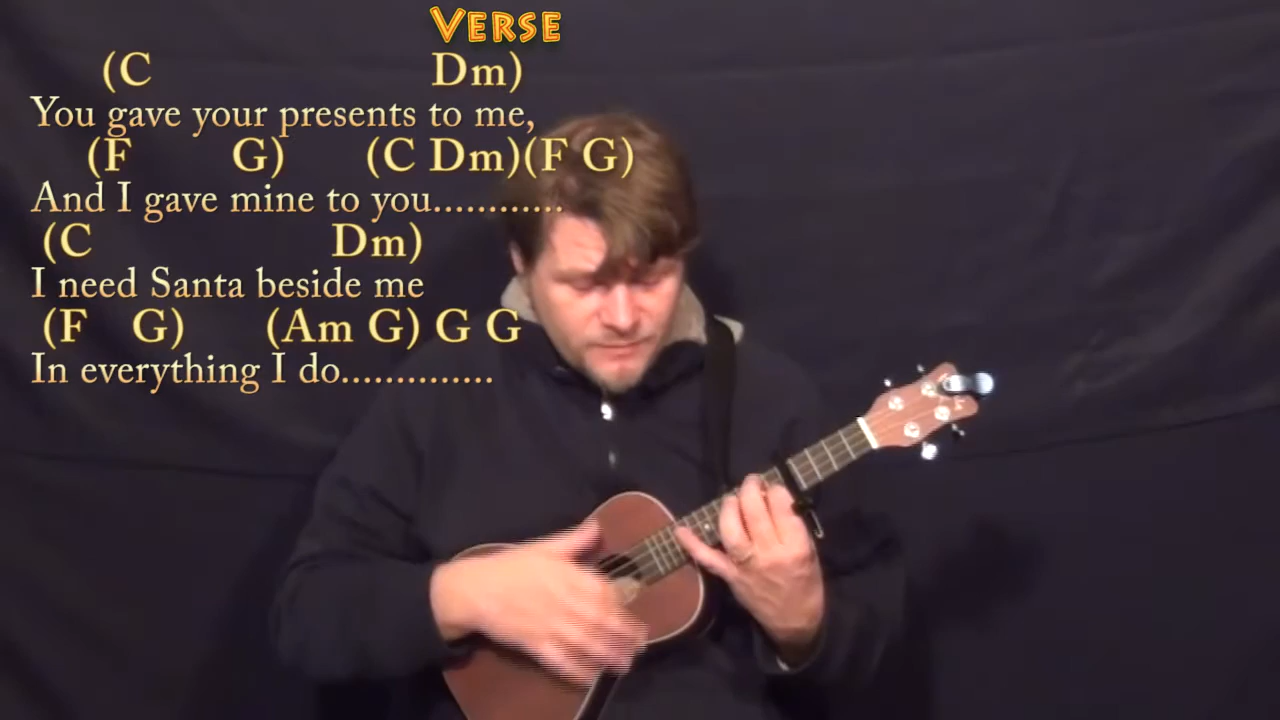 VERSE
(C Dm)
You gave your presents to me,
(F G) (C Dm)(F G)
And I gave mine to you............
(C Dm)
I need Santa beside me
(F G) (Am G) G G
In everything I do..............